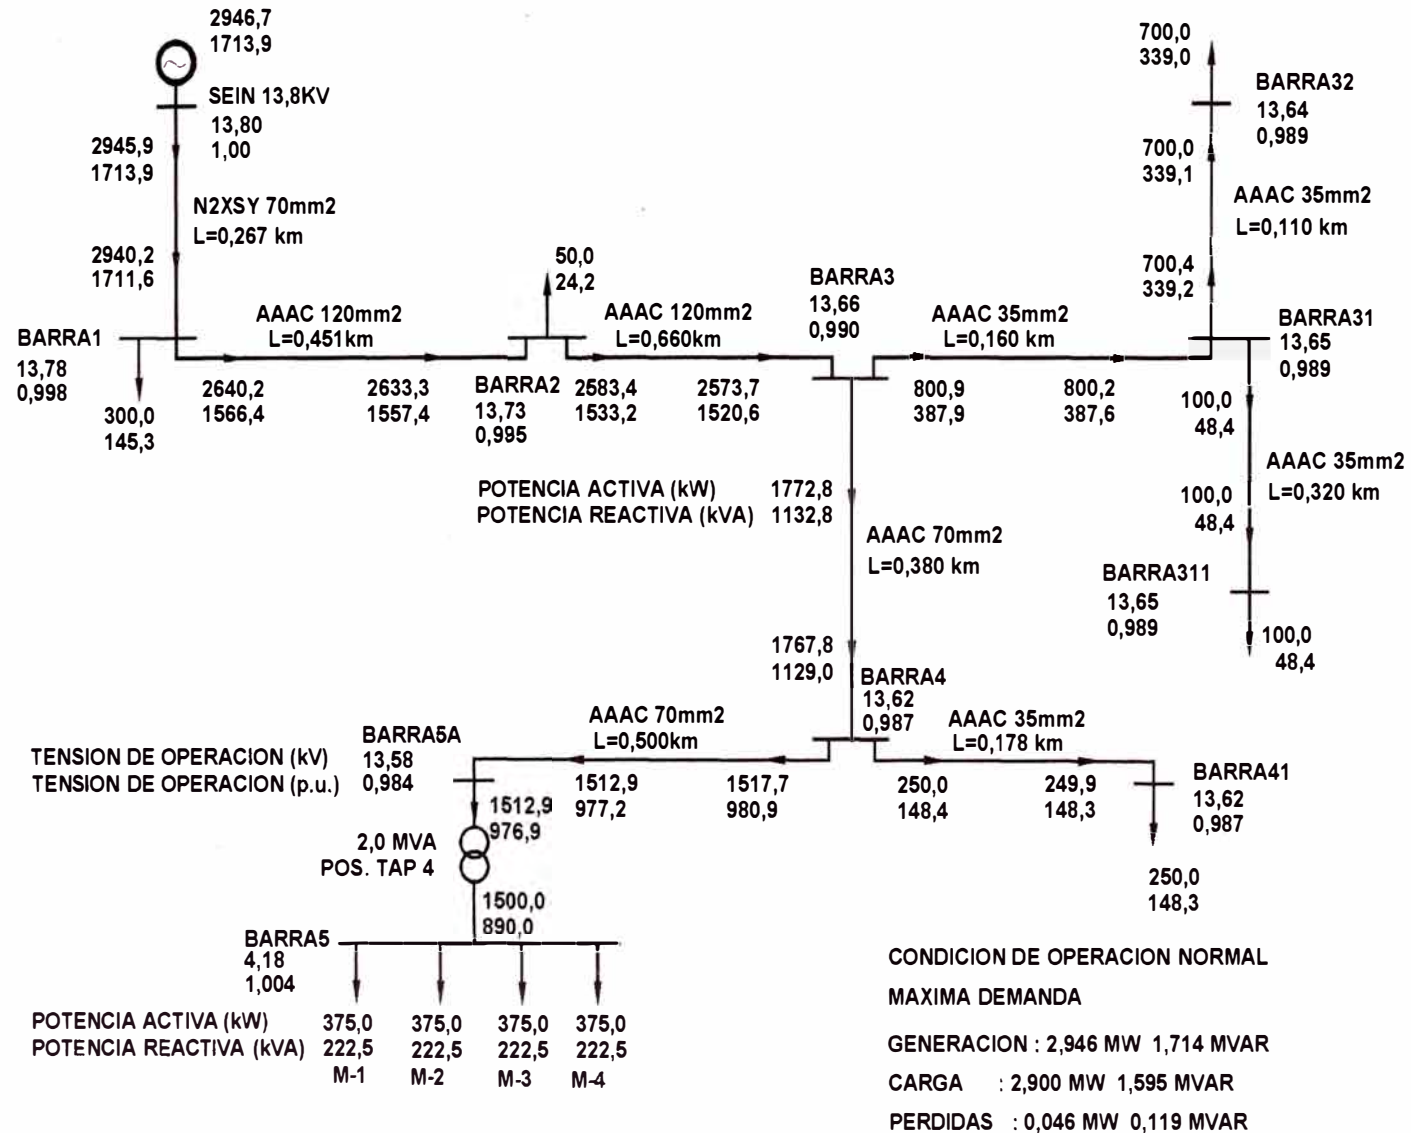 2946,7
1713,9
SEIN 13,8KV
13,80
1,00
2945,9
1713,9
N2XSY 70mm2
L=0,267 km
2940,2
1711,6
BARRA1
13,78
0,998
300,0
145,3
AAAC 120mm2
L=0,451km
2640,2
1566,4
2633,3
1557,4
50,0
24,2
BARRA2
13,73
0,995
AAAC 120mm2
L=0,660km
2583,4
1533,2
2573,7
1520,6
BARRA3
13,66
0,990
AAAC 35mm2
L=0,160 km
800,9
387,9
800,2
387,6
700,0
339,0
BARRA32
13,64
0,989
700,0
339,1
AAAC 35mm2
L=0,110 km
700,4
339,2
BARRA31
13,65
0,989
100,0
48,4
AAAC 35mm2
L=0,320 km
100,0
48,4
BARRA311
13,65
0,989
100,0
48,4
POTENCIA ACTIVA (kW) 1772,8
POTENCIA REACTIVA (kVA) 1132,8
AAAC 70mm2
L=0,380 km
1767,8
1129,0
BARRA4
13,62
0,987
AAAC 70mm2
L=0,500km
1512,9
977,2
1517,7
980,9
AAAC 35mm2
L=0,178 km
250,0
148,4
249,9
148,3
BARRA41
13,62
0,987
250,0
148,3
BARRA5A
TENSION DE OPERACION (kV) 13,58
TENSION DE OPERACION (p.u.) 0,984
1512,9
976,9
2,0 MVA
POS. TAP 4
1500,0
890,0
BARRA5
4,18
1,004
POTENCIA ACTIVA (kW) 375,0 375,0 375,0 375,0
POTENCIA REACTIVA (kVA) 222,5 222,5 222,5 222,5
M-1 M-2 M-3 M-4
CONDICION DE OPERACION NORMAL
MAXIMA DEMANDA
GENERACION : 2,946 MW 1,714 MVAR
CARGA : 2,900 MW 1,595 MVAR
PERDIDAS : 0,046 MW 0,119 MVAR